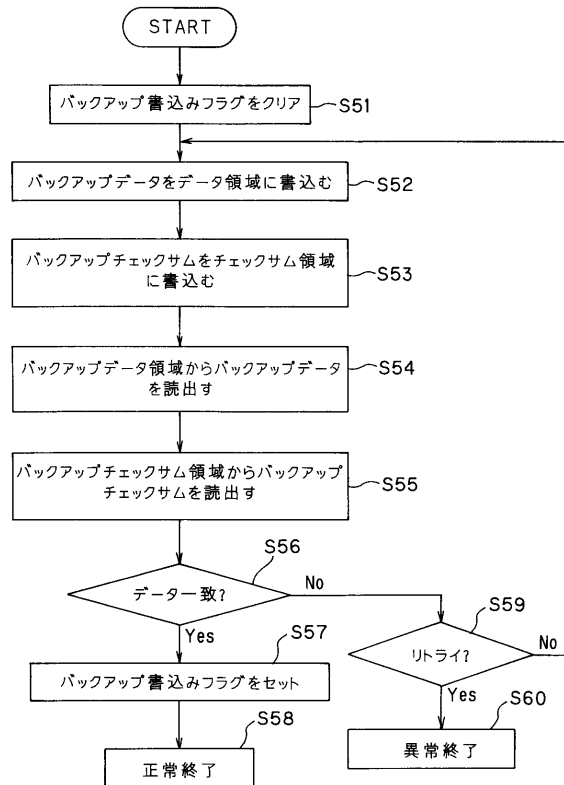 START
バックアップ書込みフラグをクリア
S51
バックアップデータをデータ領域に書込む
S52
バックアップチェックサムをチェックサム領域
に書込む
S53
バックアップデータ領域からバックアップデータ
を読出す
S54
バックアップチェックサム領域からバックアップ
チェックサムを読出す
S55
S56
データ一致?
No
Yes
S57
バックアップ書込みフラグをセット
S58
正常終了
S59
リトライ?
No
Yes
S60
異常終了